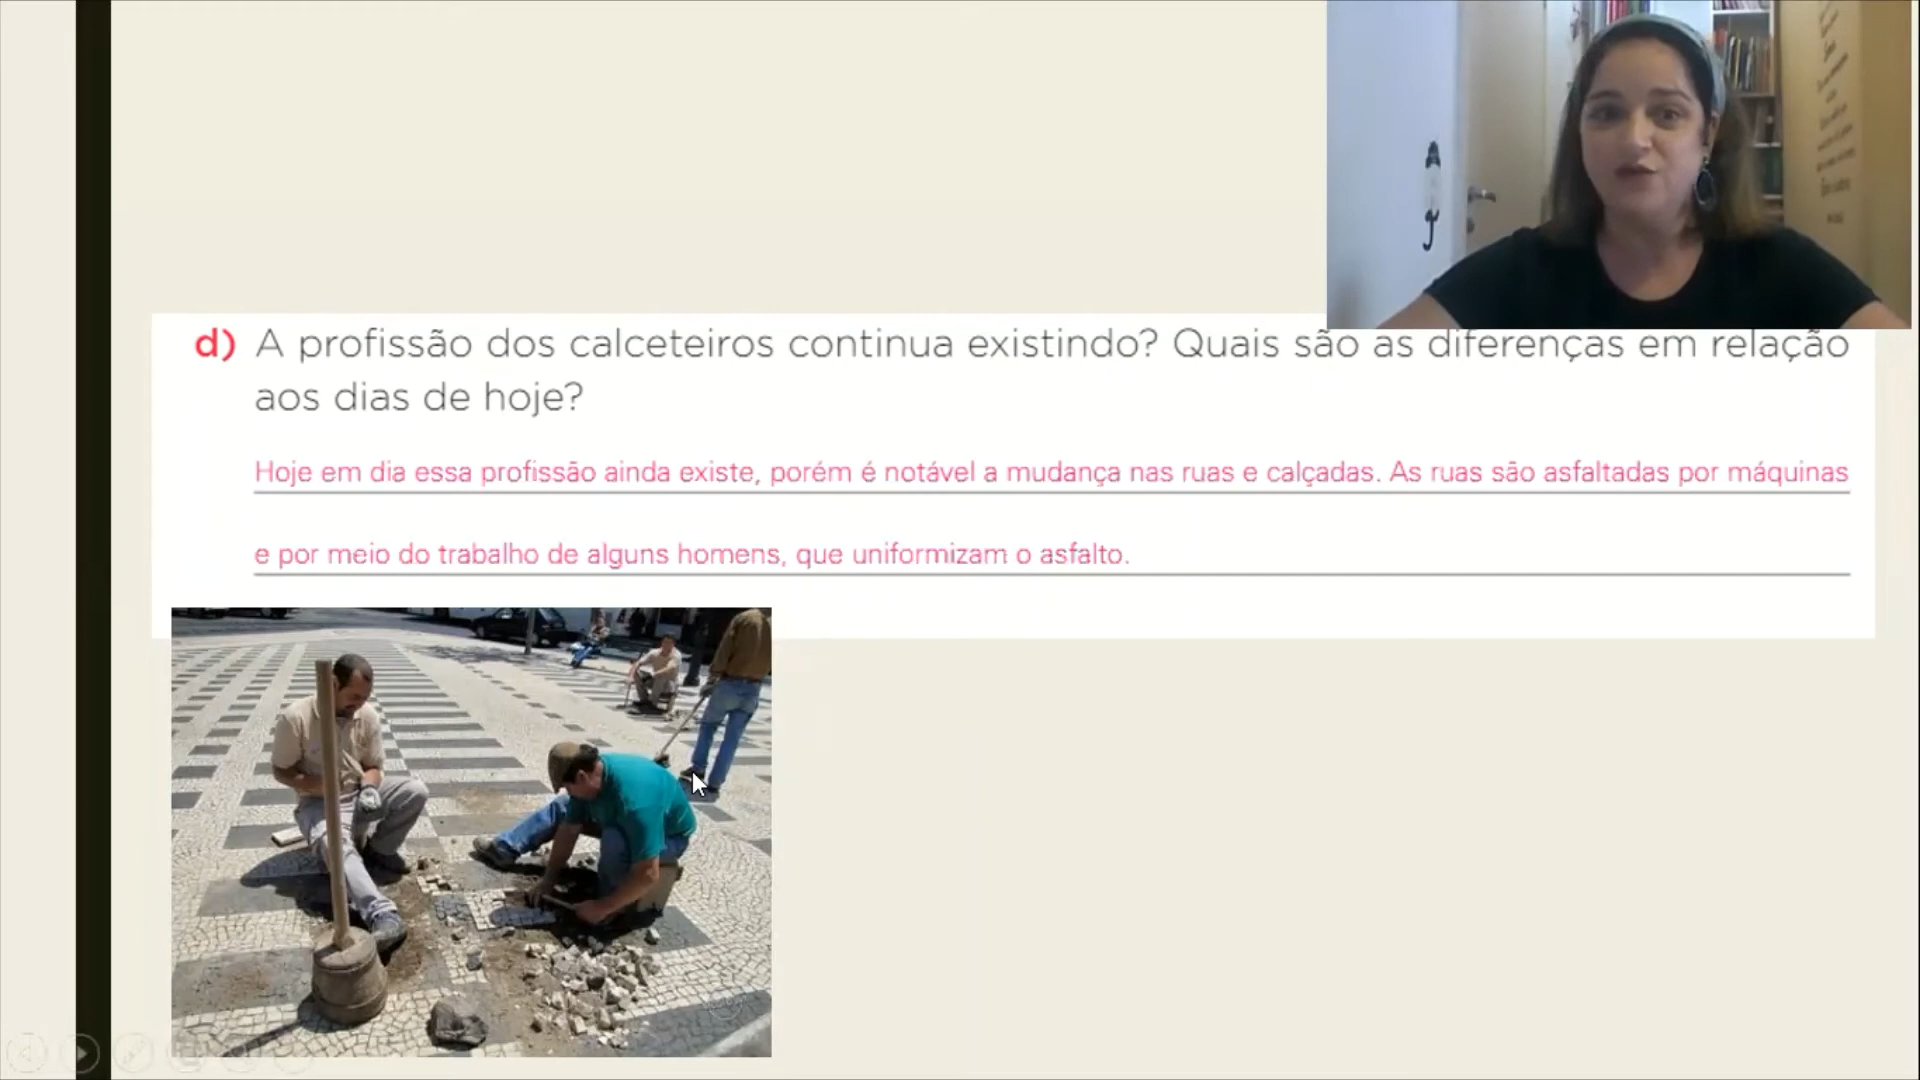 d) A profissão dos calceteiros continua existindo? Quais são as diferenças em relação
aos dias de hoje?
Hoje em dia essa profissão ainda existe, porém é notável a mudança nas ruas e calçadas. As ruas são asfaltadas por máquinas
e por meio do trabalho de alguns homens, que uniformizam o asfalto.